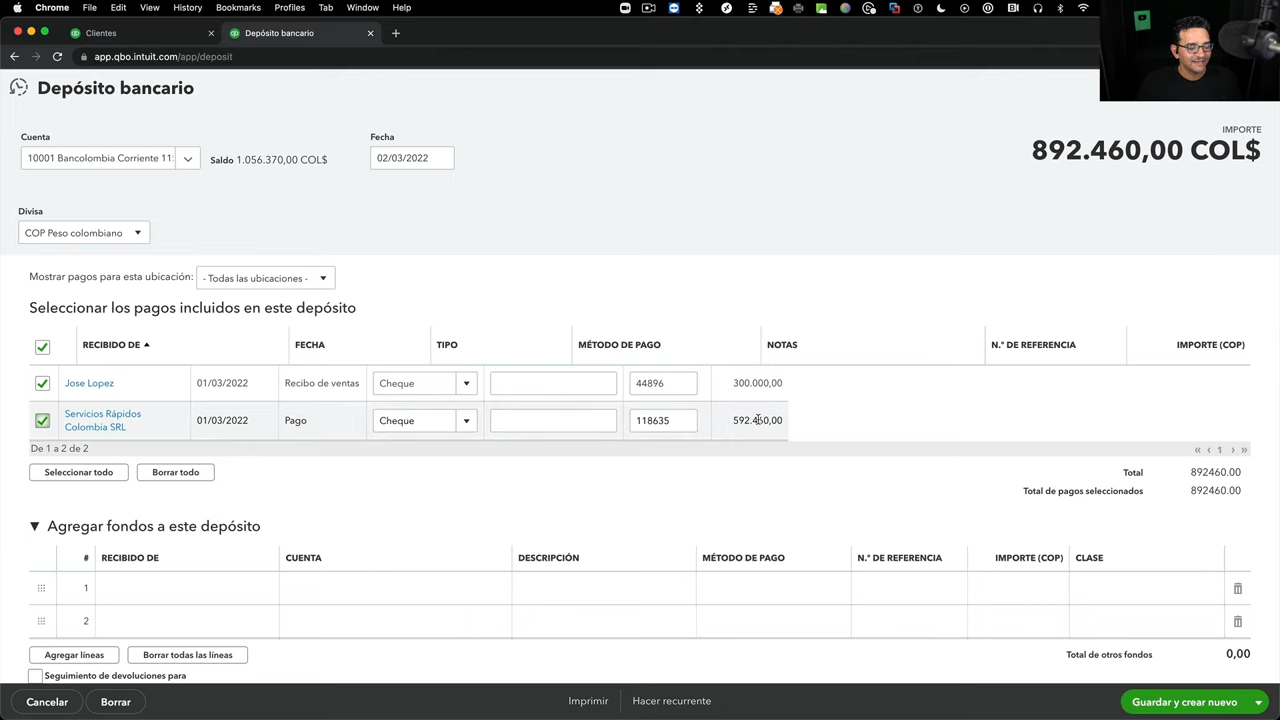 Chrome File Edit View History Bookmarks Profiles Tab Window Help
Clientes
Depósito bancario
app.qbo.intuit.com/app/deposit
Depósito bancario
Cuenta
Fecha
IMPORTE
10001 Bancolombia Corriente 11:
Saldo 1.056.370,00 COL$
02/03/2022
892.460,00 COL$
Divisa
COP Peso colombiano
Mostrar pagos para esta ubicación:
- Todas las ubicaciones -
Seleccionar los pagos incluidos en este depósito
RECIBIDO DE FECHA TIPO MÉTODO DE PAGO NOTAS N.º DE REFERENCIA IMPORTE (COP)
Jose Lopez 01/03/2022 Recibo de ventas Cheque 44896 300.000,00
Servicios Rápidos
Colombia SRL
01/03/2022 Pago Cheque 118635 592.460,00
De 1 a 2 de 2
« ‹ 1 › »
Seleccionar todo
Borrar todo
Total 892460.00
Total de pagos seleccionados 892460.00
Agregar fondos a este depósito
# RECIBIDO DE CUENTA DESCRIPCIÓN MÉTODO DE PAGO N.º DE REFERENCIA IMPORTE (COP) CLASE
1
2
Agregar líneas
Borrar todas las líneas
Total de otros fondos 0,00
Seguimiento de devoluciones para
Cancelar
Borrar
Imprimir
Hacer recurrente
Guardar y crear nuevo